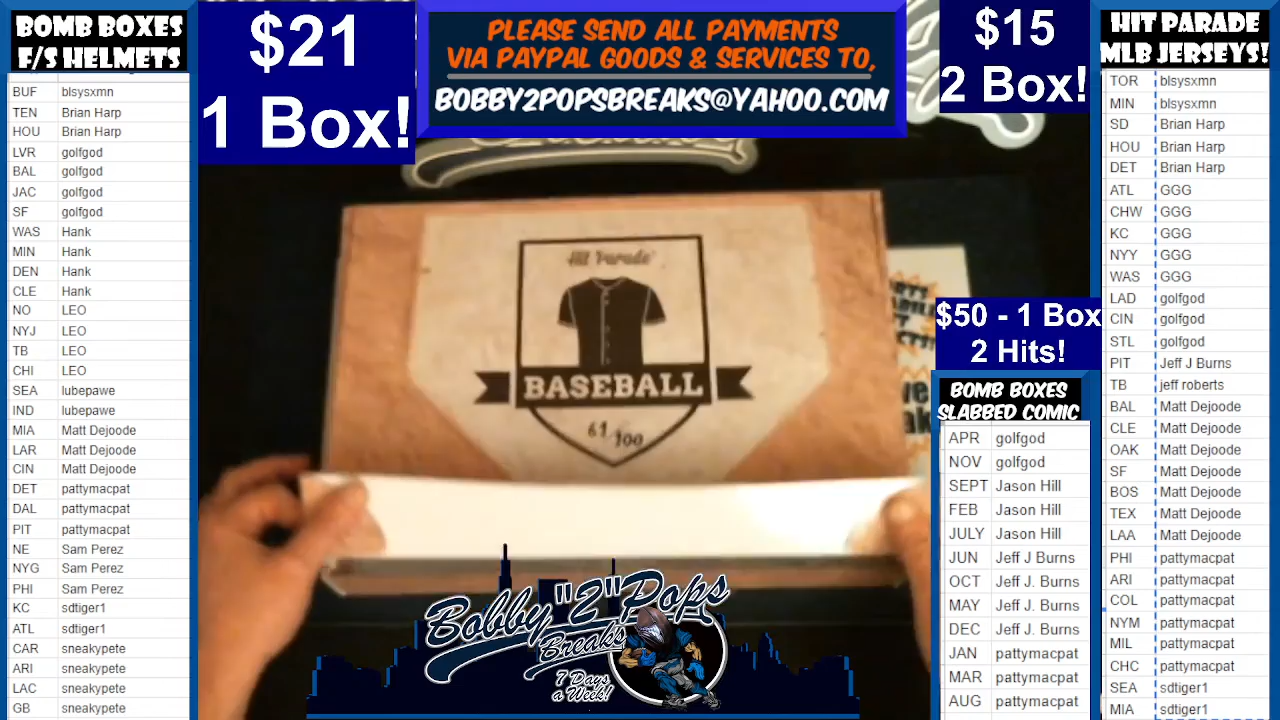 BOMB BOXES
F/S HELMETS
BUF blsysxmn
TEN Brian Harp
HOU Brian Harp
LVR golfgod
BAL golfgod
JAC golfgod
SF golfgod
WAS Hank
MIN Hank
DEN Hank
CLE Hank
NO LEO
NYJ LEO
TB LEO
CHI LEO
SEA lubepawe
IND lubepawe
MIA Matt Dejoode
LAR Matt Dejoode
CIN Matt Dejoode
DET pattymacpat
DAL pattymacpat
PIT pattymacpat
NE Sam Perez
NYG Sam Perez
PHI Sam Perez
KC sdtiger1
ATL sdtiger1
CAR sneakypete
ARI sneakypete
LAC sneakypete
GB sneakypete
$21
1 Box!
PLEASE SEND ALL PAYMENTS
VIA PAYPAL GOODS & SERVICES TO,
BOBBY2POPSBREAKS@YAHOO.COM
Hit Parade
BASEBALL
61/100
Bobby "2" Pops
Breaks
7 Days
a Week!
$15
2 Box!
$50 - 1 Box
2 Hits!
BOMB BOXES
SLABBED COMIC
APR golfgod
NOV golfgod
SEPT Jason Hill
FEB Jason Hill
JULY Jason Hill
JUN Jeff J Burns
OCT Jeff J. Burns
MAY Jeff J. Burns
DEC Jeff J. Burns
JAN pattymacpat
MAR pattymacpat
AUG pattymacpat
HIT PARADE
MLB JERSEYS!
TOR blsysxmn
MIN blsysxmn
SD Brian Harp
HOU Brian Harp
DET Brian Harp
ATL GGG
CHW GGG
KC GGG
NYY GGG
WAS GGG
LAD golfgod
CIN golfgod
STL golfgod
PIT Jeff J Burns
TB jeff roberts
BAL Matt Dejoode
CLE Matt Dejoode
OAK Matt Dejoode
SF Matt Dejoode
BOS Matt Dejoode
TEX Matt Dejoode
LAA Matt Dejoode
PHI pattymacpat
ARI pattymacpat
COL pattymacpat
NYM pattymacpat
MIL pattymacpat
CHC pattymacpat
SEA sdtiger1
MIA sdtiger1